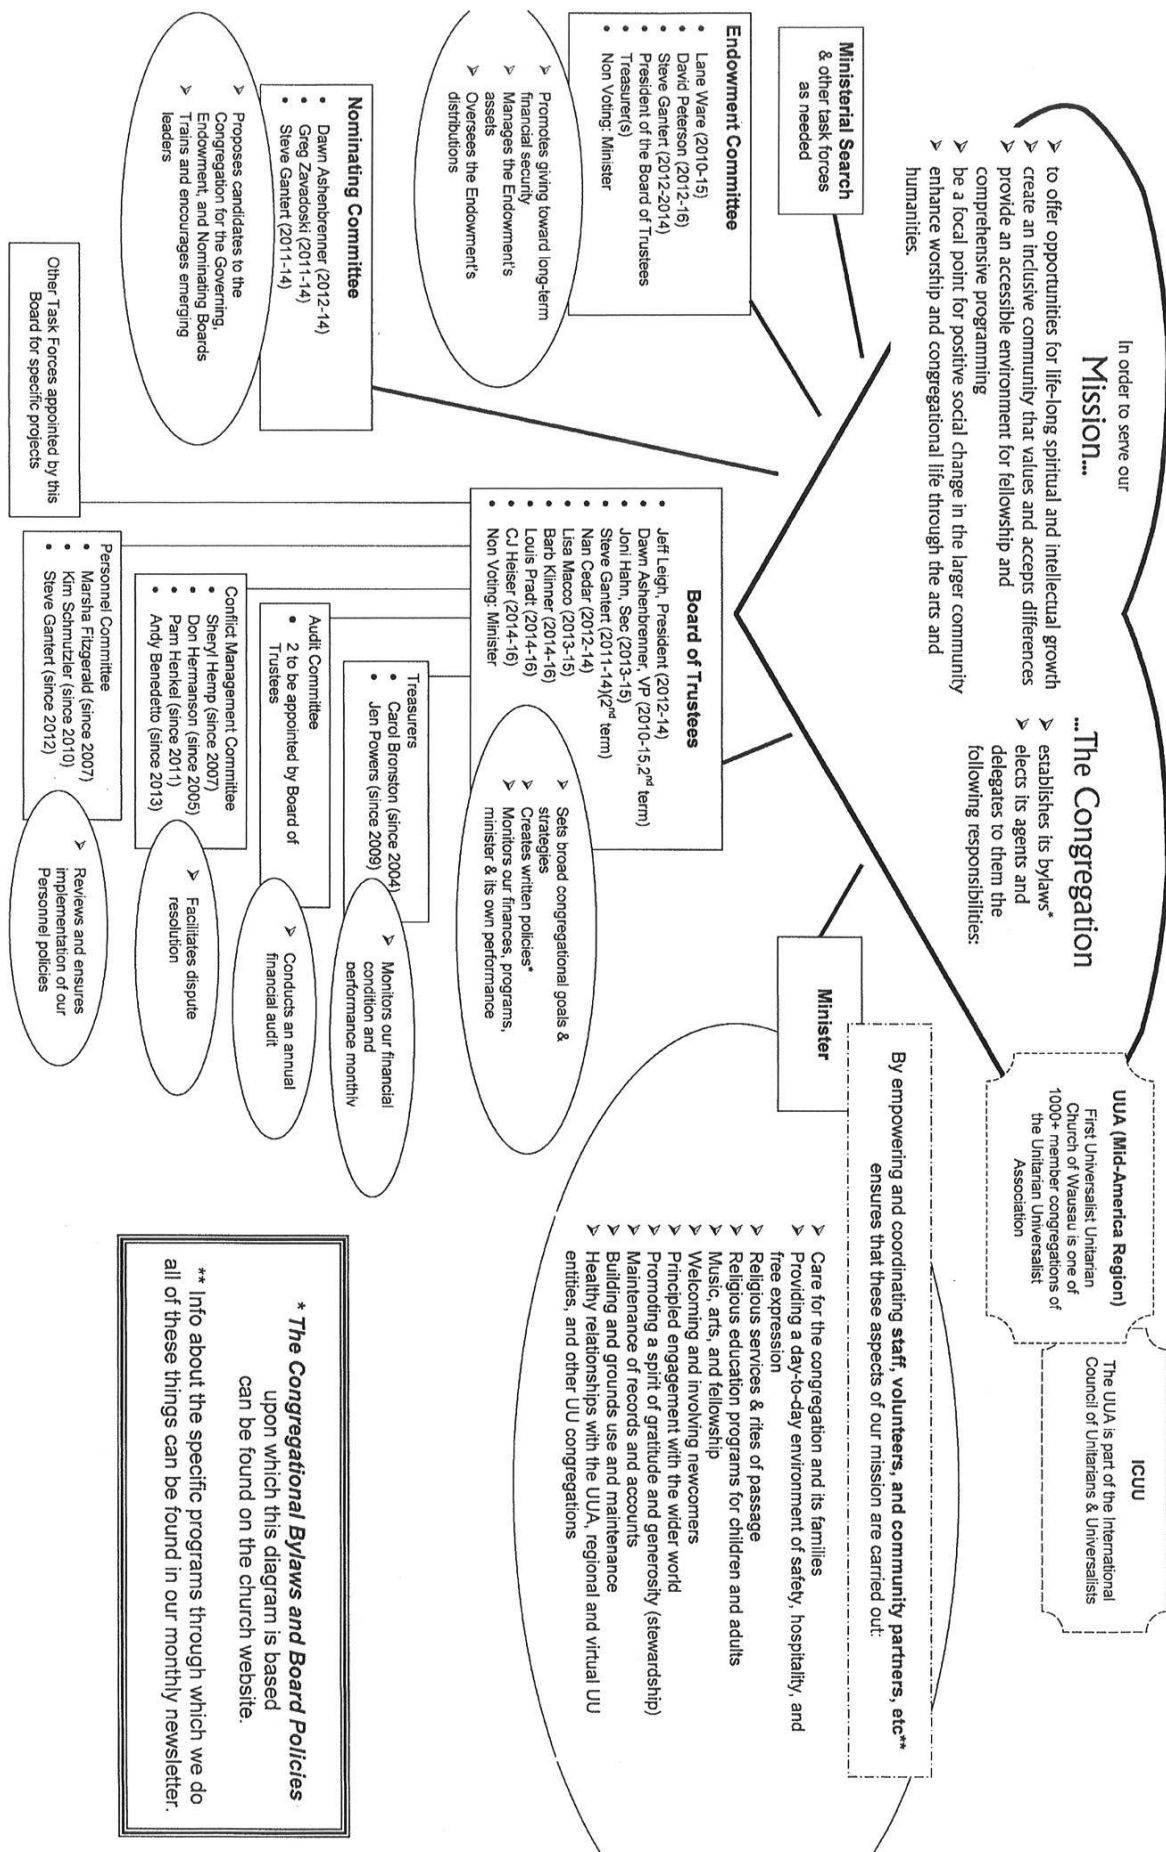 In order to serve our
Mission...
➢ to offer opportunities for life-long spiritual and intellectual growth
➢ create an inclusive community that values and accepts differences
➢ provide an accessible environment for fellowship and
comprehensive programming
➢ be a focal point for positive social change in the larger community
➢ enhance worship and congregational life through the arts and
humanities.
...The Congregation
➢ establishes its bylaws*
➢ elects its agents and
delegates to them the
following responsibilities:
UUA (Mid-America Region)
First Universalist Unitarian
Church of Wausau is one of
1000+ member congregations of
the Unitarian Universalist
Association
ICUU
The UUA is part of the International
Council of Unitarians & Universalists
Ministerial Search
& other task forces
as needed
Endowment Committee
• Lane Ware (2010-15)
• David Peterson (2012-16)
• Steve Gantert (2012-2014)
• President of the Board of Trustees
• Treasurer(s)
• Non Voting: Minister
➢ Promotes giving toward long-term
financial security
➢ Manages the Endowment's
assets
➢ Oversees the Endowment's
distributions
Nominating Committee
• Dawn Ashenbrenner (2012-14)
• Greg Zavadoski (2011-14)
• Steve Gantert (2011-14)
➢ Proposes candidates to the
Congregation for the Governing,
Endowment, and Nominating Boards
➢ Trains and encourages emerging
leaders
Board of Trustees
• Jeff Leigh, President (2012-14)
• Dawn Ashenbrenner, VP (2010-15,2nd term)
• Joni Hahn, Sec (2013-15)
• Steve Gantert (2011-14)(2nd term)
• Nan Cedar (2012-14)
• Lisa Macco (2013-15)
• Barb Klinner (2014-16)
• Louis Pradt (2014-16)
• CJ Heiser (2014-16)
• Non Voting: Minister
➢ Sets broad congregational goals &
strategies
➢ Creates written policies*
➢ Monitors our finances, programs,
minister & its own performance
Treasurers
• Carol Bronston (since 2004)
• Jen Powers (since 2009)
➢ Monitors our financial
condition and
performance monthly
Audit Committee
• 2 to be appointed by Board of
Trustees
➢ Conducts an annual
financial audit
Conflict Management Committee
• Sheryl Hemp (since 2007)
• Don Hermanson (since 2005)
• Pam Henkel (since 2011)
• Andy Benedetto (since 2013)
➢ Facilitates dispute
resolution
Personnel Committee
• Marsha Fitzgerald (since 2007)
• Kim Schmutzler (since 2010)
• Steve Gantert (since 2012)
➢ Reviews and ensures
implementation of our
Personnel policies
Other Task Forces appointed by this
Board for specific projects
Minister
By empowering and coordinating staff, volunteers, and community partners, etc**
ensures that these aspects of our mission are carried out:
➢ Care for the congregation and its families
➢ Providing a day-to-day environment of safety, hospitality, and
free expression
➢ Religious services & rites of passage
➢ Religious education programs for children and adults
➢ Music, arts, and fellowship
➢ Welcoming and involving newcomers
➢ Principled engagement with the wider world
➢ Promoting a spirit of gratitude and generosity (stewardship)
➢ Maintenance of records and accounts
➢ Building and grounds use and maintenance
➢ Healthy relationships with the UUA, regional and virtual UU
entities, and other UU congregations
* The Congregational Bylaws and Board Policies
upon which this diagram is based
can be found on the church website.
** Info about the specific programs through which we do
all of these things can be found in our monthly newsletter.